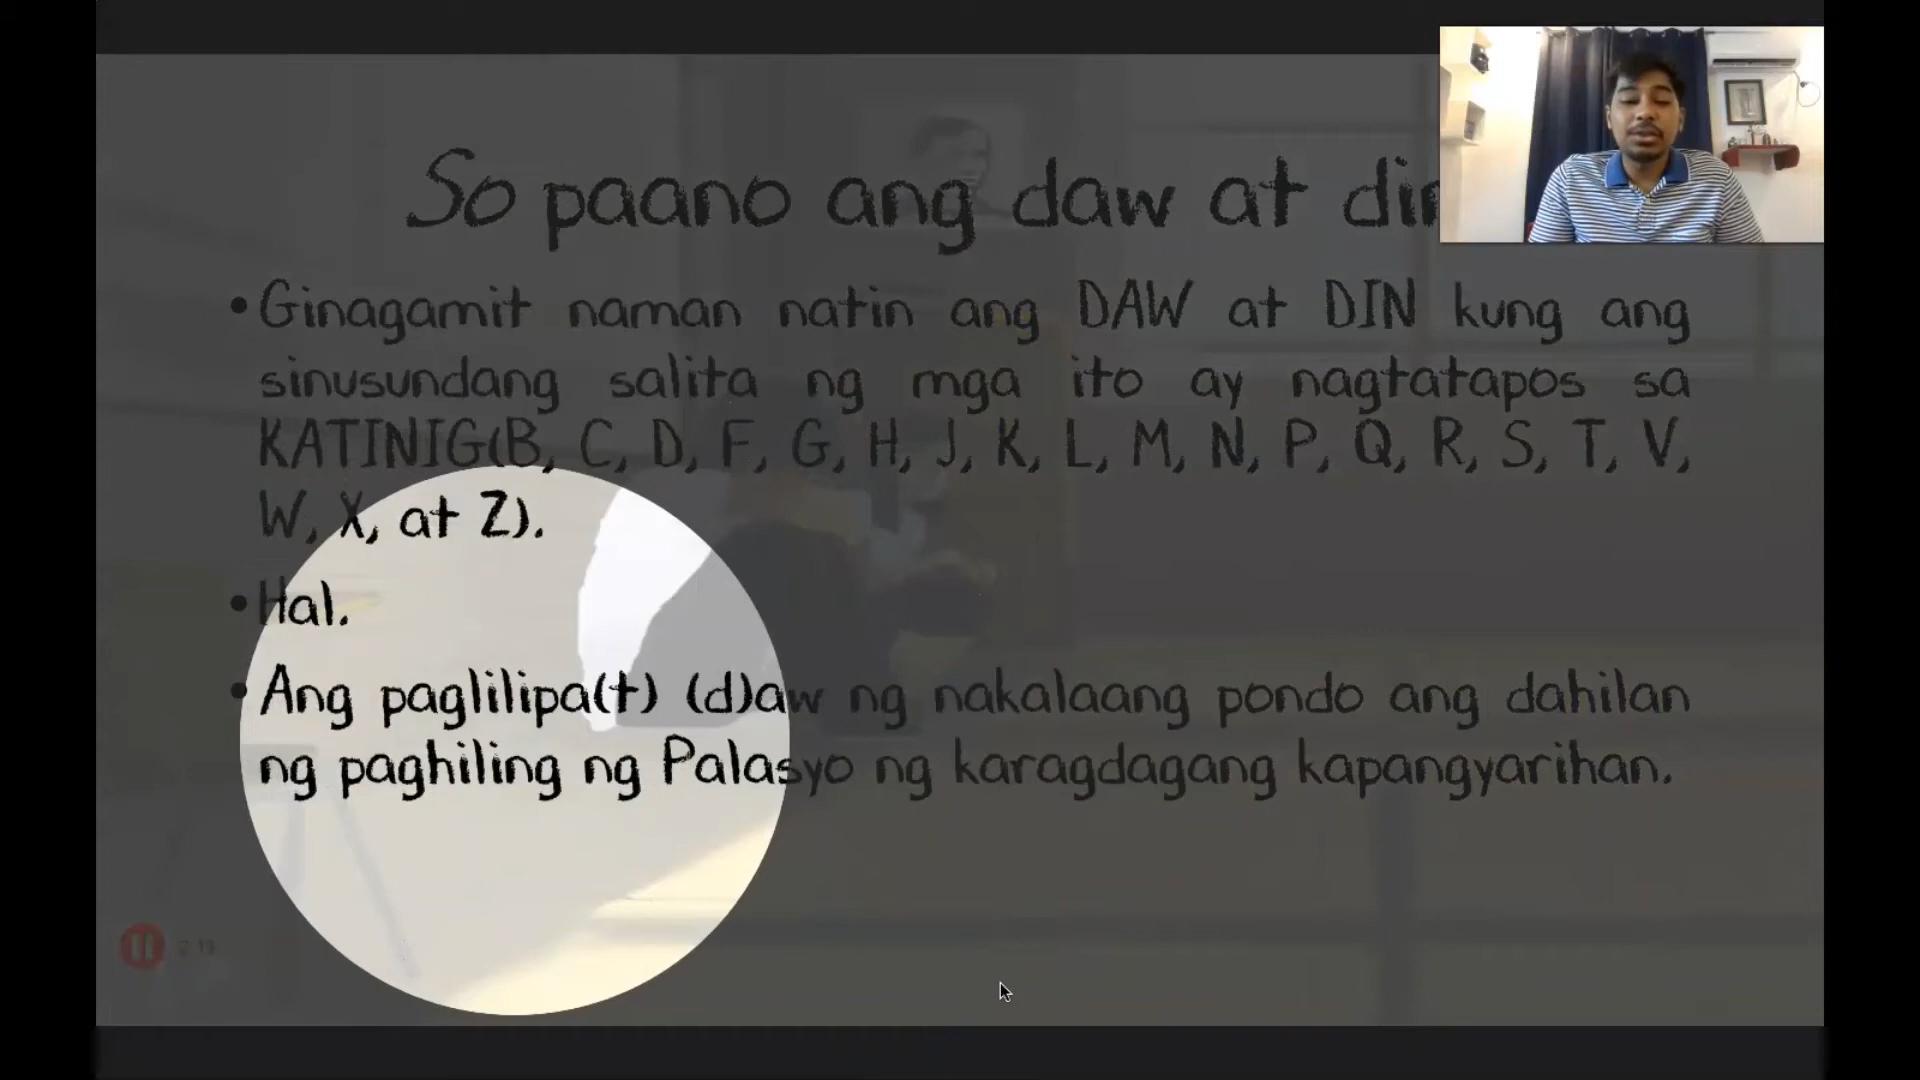 So paano ang daw at
• Ginagamit naman natin ang DAW at DIN kung ang
sinusundang salita ng mga ito ay nagtatapos sa
KATINIG(B, C, D, F, G, H, J, K, L, M, N, P, Q, R, S, T, V,
W, X, at Z).
• Hal.
• Ang paglilipa(t) (d)aw ng nakalaang pondo ang dahilan
ng paghiling ng Palasyo ng karagdagang kapangyarihan.